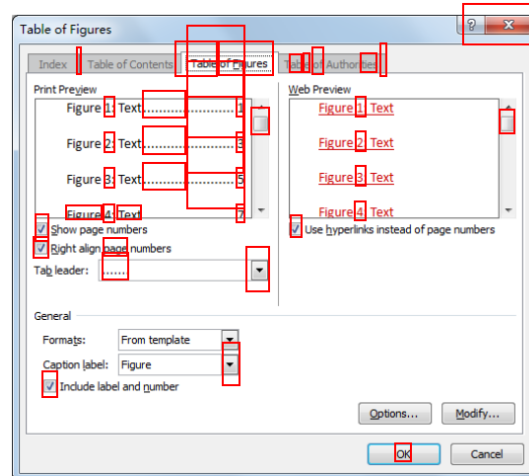 Table of Figures
Index Table of Contents Table of Figures Table of Authorities
Print Preview Web Preview
Figure 1: Text........................1 Figure 1: Text
Figure 2: Text........................3 Figure 2: Text
Figure 3: Text........................5 Figure 3: Text
Figure 4: Text........................7 Figure 4: Text
Show page numbers Use hyperlinks instead of page numbers
Right align page numbers
Tab leader: ......
General
Formats: From template
Caption label: Figure
Include label and number
Options... Modify...
OK Cancel